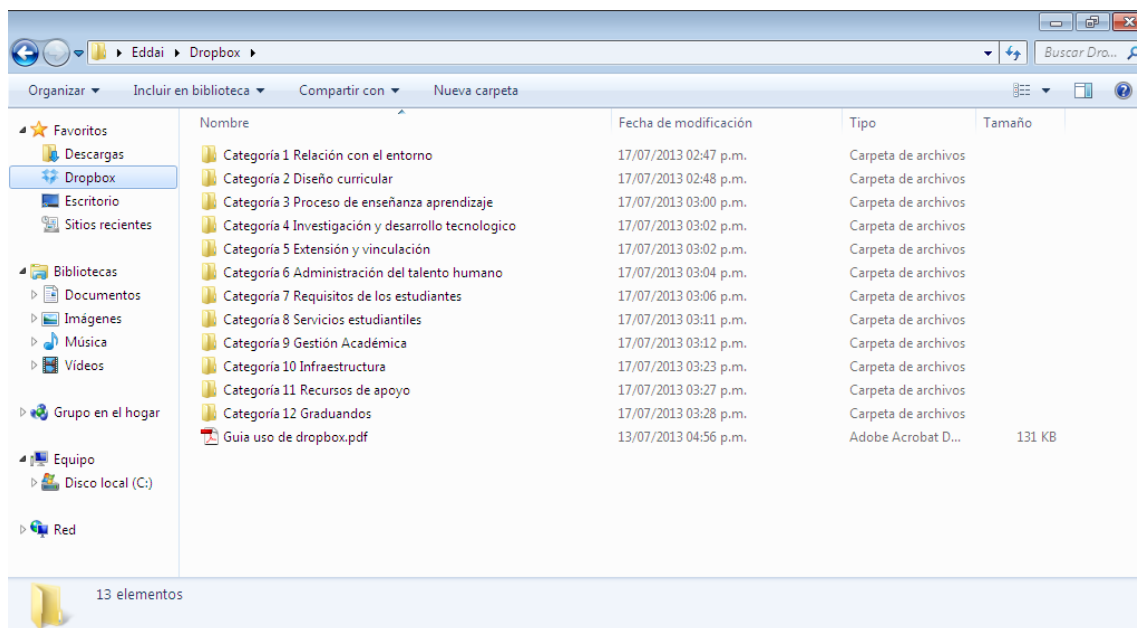 Eddai Dropbox Buscar Dro...
Organizar Incluir en biblioteca Compartir con Nueva carpeta
Favoritos
Descargas
Dropbox
Escritorio
Sitios recientes
Bibliotecas
Documentos
Imágenes
Música
Vídeos
Grupo en el hogar
Equipo
Disco local (C:)
Red
Nombre Fecha de modificación Tipo Tamaño
Categoría 1 Relación con el entorno 17/07/2013 02:47 p.m. Carpeta de archivos
Categoría 2 Diseño curricular 17/07/2013 02:48 p.m. Carpeta de archivos
Categoría 3 Proceso de enseñanza aprendizaje 17/07/2013 03:00 p.m. Carpeta de archivos
Categoría 4 Investigación y desarrollo tecnologico 17/07/2013 03:02 p.m. Carpeta de archivos
Categoría 5 Extensión y vinculación 17/07/2013 03:02 p.m. Carpeta de archivos
Categoría 6 Administración del talento humano 17/07/2013 03:04 p.m. Carpeta de archivos
Categoría 7 Requisitos de los estudiantes 17/07/2013 03:06 p.m. Carpeta de archivos
Categoría 8 Servicios estudiantiles 17/07/2013 03:11 p.m. Carpeta de archivos
Categoría 9 Gestión Académica 17/07/2013 03:12 p.m. Carpeta de archivos
Categoría 10 Infraestructura 17/07/2013 03:23 p.m. Carpeta de archivos
Categoría 11 Recursos de apoyo 17/07/2013 03:27 p.m. Carpeta de archivos
Categoría 12 Graduandos 17/07/2013 03:28 p.m. Carpeta de archivos
Guia uso de dropbox.pdf 13/07/2013 04:56 p.m. Adobe Acrobat D... 131 KB
13 elementos